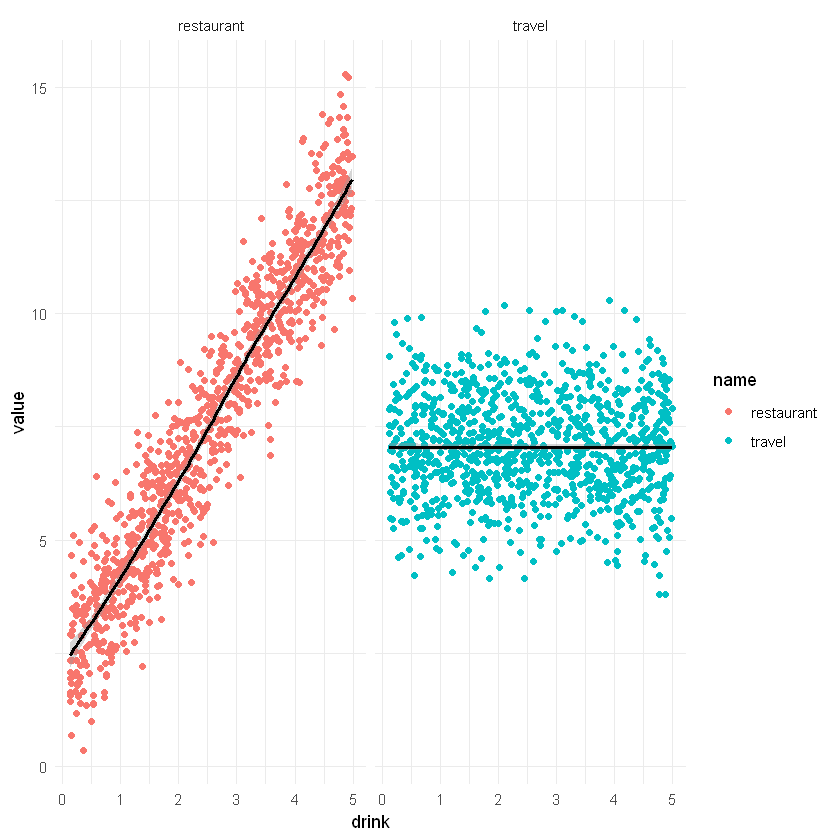 restaurant travel
15
10
5
0
value
0 1 2 3 4 5 0 1 2 3 4 5
drink
name
restaurant
travel